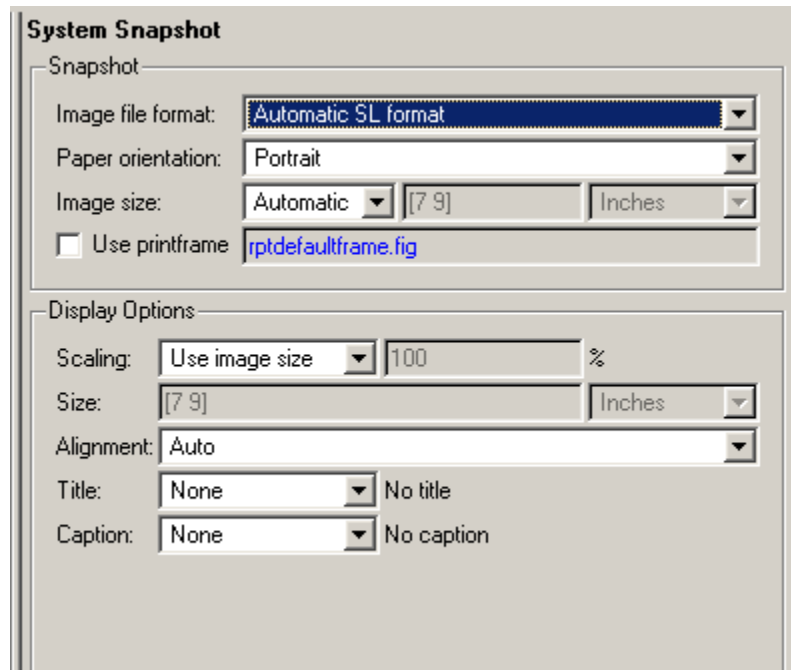 System Snapshot
Snapshot
Image file format: Automatic SL format
Paper orientation: Portrait
Image size: Automatic [7 9] Inches
Use printframe rptdefaultframe.fig
Display Options
Scaling: Use image size 100 %
Size: [7 9] Inches
Alignment: Auto
Title: None No title
Caption: None No caption